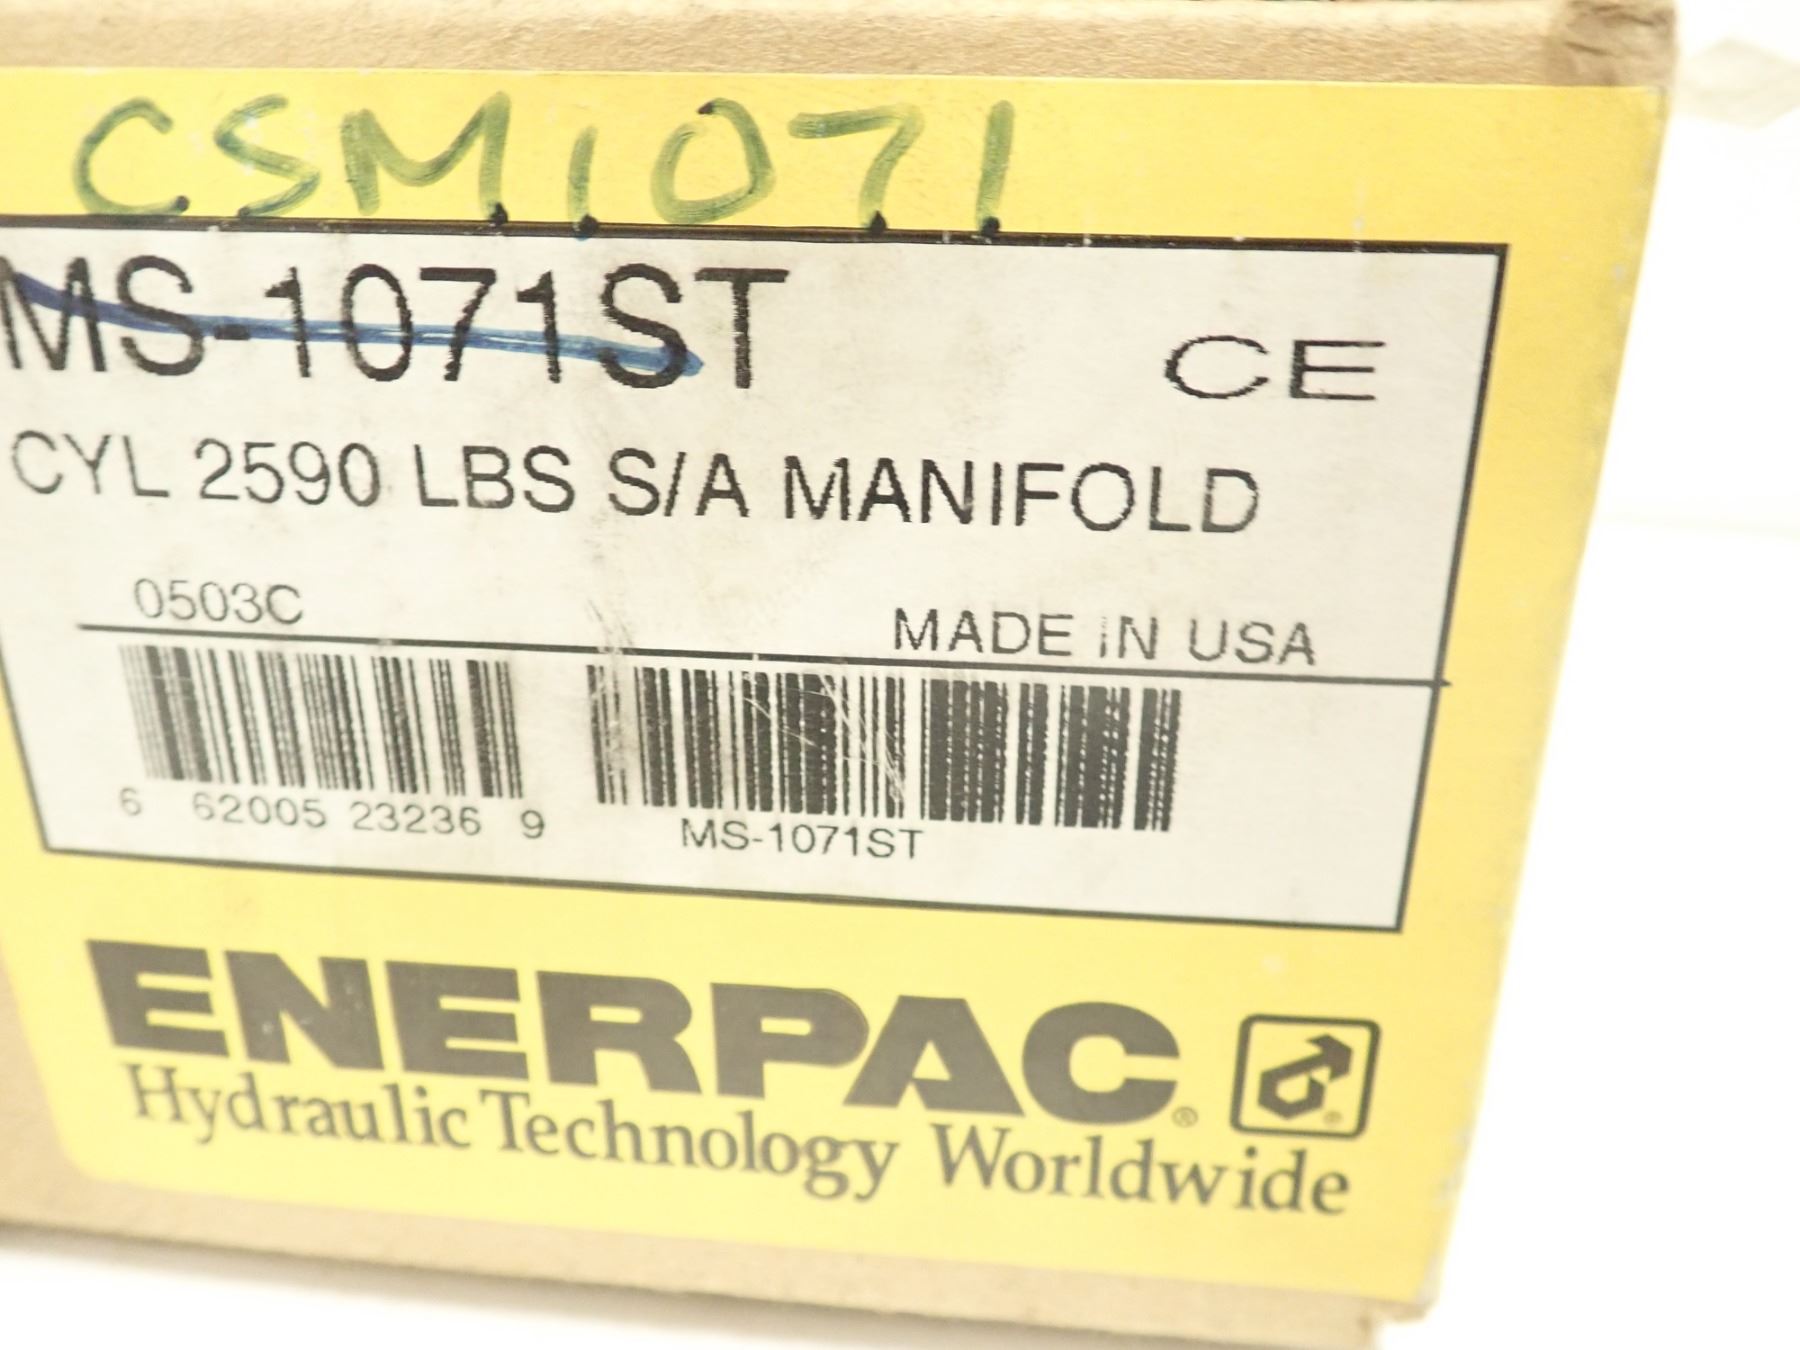 CSM1071
MS-1071ST
CE
CYL 2590 LBS S/A MANIFOLD
0503C
MADE IN USA
6 62005 23236 9
MS-1071ST
ENERPAC®
Hydraulic Technology Worldwide